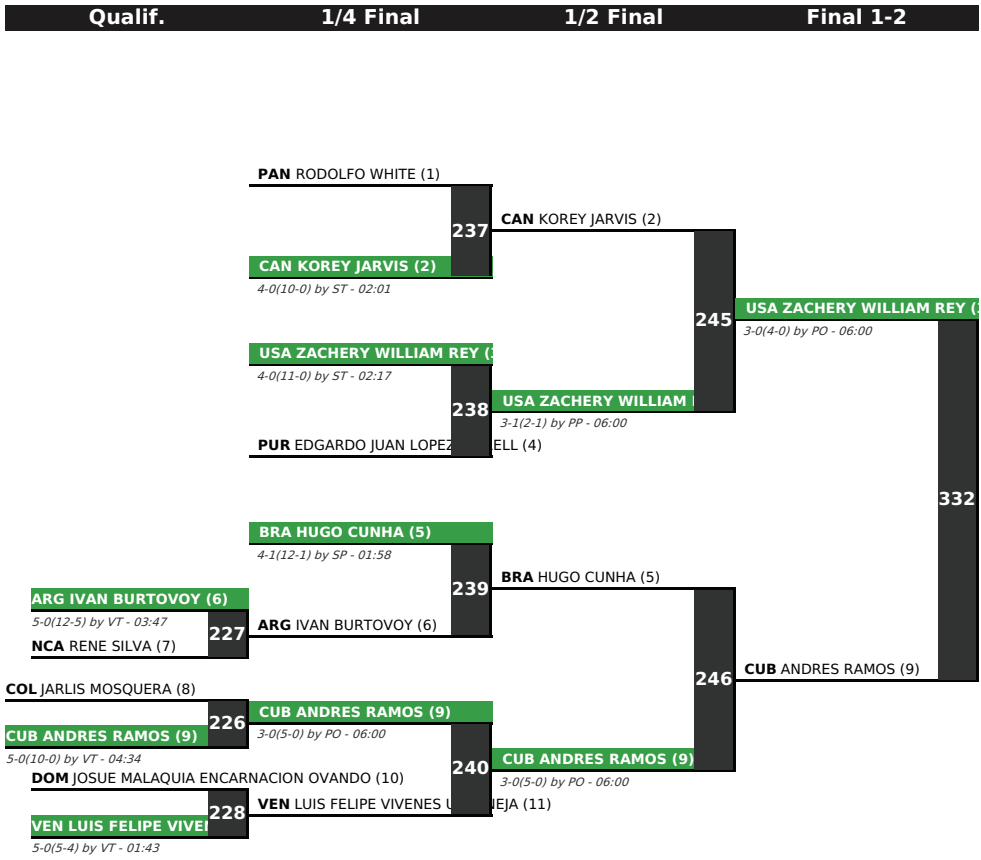 Qualif. 1/4 Final 1/2 Final Final 1-2
PAN RODOLFO WHITE (1)
237
CAN KOREY JARVIS (2)
4-0(10-0) by ST - 02:01
USA ZACHERY WILLIAM REY
4-0(11-0) by ST - 02:17
238
PUR EDGARDO JUAN LOPEZ ELL (4)
BRA HUGO CUNHA (5)
4-1(12-1) by SP - 01:58
239
ARG IVAN BURTOVOY (6)
ARG IVAN BURTOVOY (6)
5-0(12-5) by VT - 03:47
227
NCA RENE SILVA (7)
COL JARLIS MOSQUERA (8)
226
CUB ANDRES RAMOS (9)
5-0(10-0) by VT - 04:34
CUB ANDRES RAMOS (9)
3-0(5-0) by PO - 06:00
240
VEN LUIS FELIPE VIVENES U NEJA (11)
DOM JOSUE MALAQUIA ENCARNACION OVANDO (10)
228
VEN LUIS FELIPE VIVEN
5-0(5-4) by VT - 01:43
CAN KOREY JARVIS (2)
245
USA ZACHERY WILLIAM
3-1(2-1) by PP - 06:00
BRA HUGO CUNHA (5)
246
CUB ANDRES RAMOS (9)
3-0(5-0) by PO - 06:00
USA ZACHERY WILLIAM REY
3-0(4-0) by PO - 06:00
332
CUB ANDRES RAMOS (9)